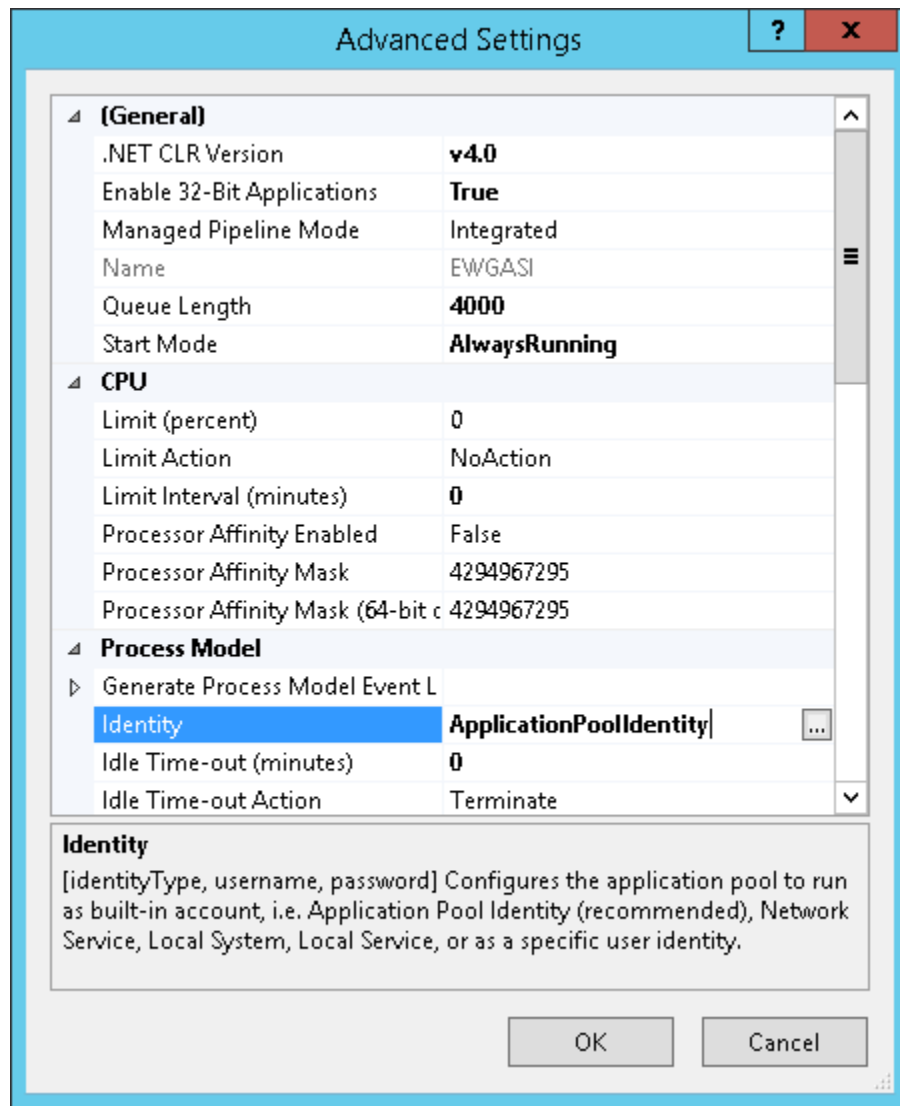 Advanced Settings
? x
(General)
.NET CLR Version v4.0
Enable 32-Bit Applications True
Managed Pipeline Mode Integrated
Name EWGASI
Queue Length 4000
Start Mode AlwaysRunning
CPU
Limit (percent) 0
Limit Action NoAction
Limit Interval (minutes) 0
Processor Affinity Enabled False
Processor Affinity Mask 4294967295
Processor Affinity Mask (64-bit c 4294967295
Process Model
Generate Process Model Event L
Identity ApplicationPoolIdentity ...
Idle Time-out (minutes) 0
Idle Time-out Action Terminate
Identity
[identityType, username, password] Configures the application pool to run
as built-in account, i.e. Application Pool Identity (recommended), Network
Service, Local System, Local Service, or as a specific user identity.
OK Cancel